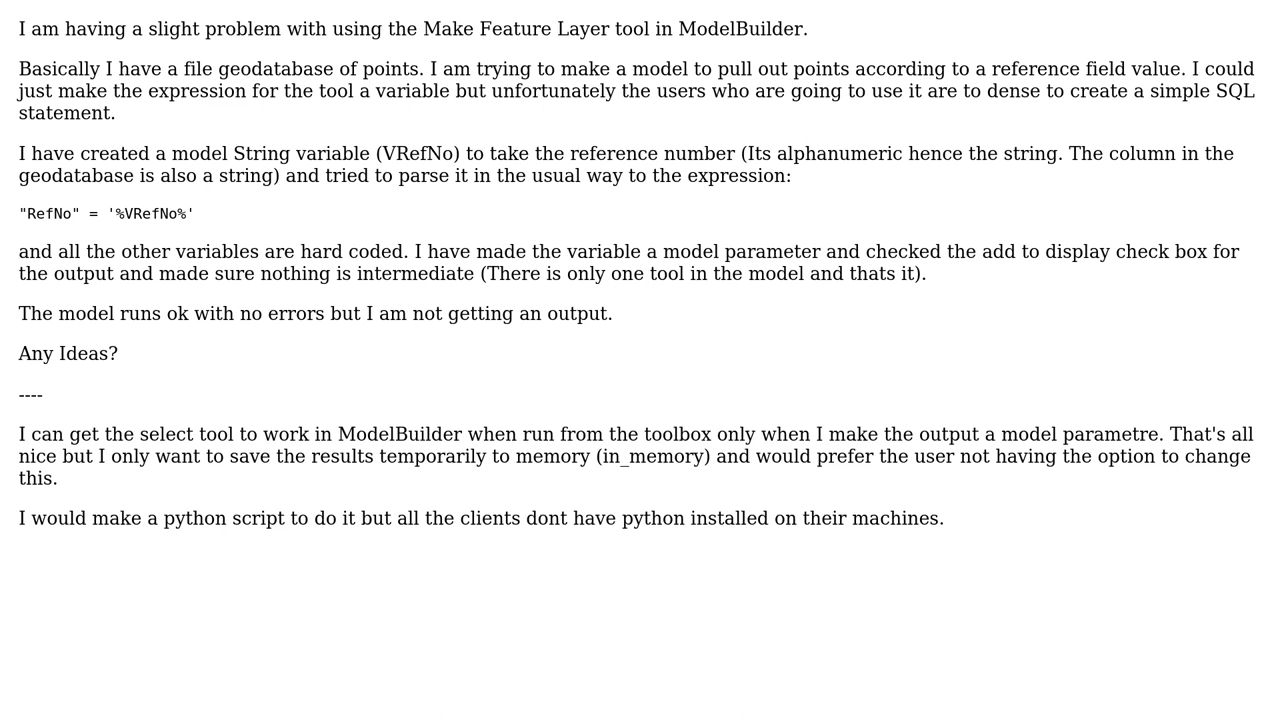 I am having a slight problem with using the Make Feature Layer tool in ModelBuilder.
Basically I have a file geodatabase of points. I am trying to make a model to pull out points according to a reference field value. I could
just make the expression for the tool a variable but unfortunately the users who are going to use it are to dense to create a simple SQL
statement.
I have created a model String variable (VRefNo) to take the reference number (Its alphanumeric hence the string. The column in the
geodatabase is also a string) and tried to parse it in the usual way to the expression:
"RefNo" = '%VRefNo%'
and all the other variables are hard coded. I have made the variable a model parameter and checked the add to display check box for
the output and made sure nothing is intermediate (There is only one tool in the model and thats it).
The model runs ok with no errors but I am not getting an output.
Any Ideas?
----
I can get the select tool to work in ModelBuilder when run from the toolbox only when I make the output a model parametre. That's all
nice but I only want to save the results temporarily to memory (in_memory) and would prefer the user not having the option to change
this.
I would make a python script to do it but all the clients dont have python installed on their machines.